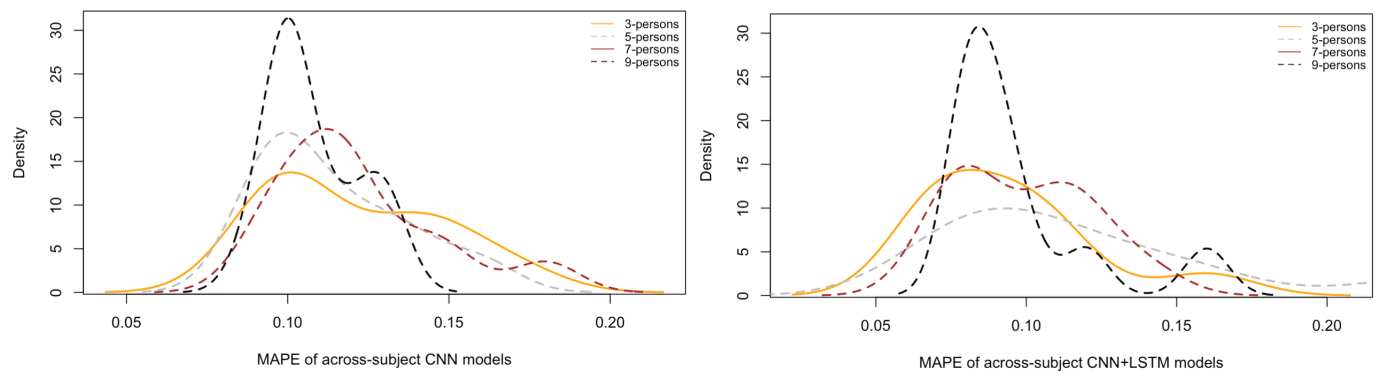 3-persons
5-persons
7-persons
9-persons
Density
0
5
10
15
20
25
30
0.05
0.10
0.15
0.20
MAPE of across-subject CNN models
3-persons
5-persons
7-persons
9-persons
Density
0
5
10
15
20
25
30
0.05
0.10
0.15
0.20
MAPE of across-subject CNN+LSTM models